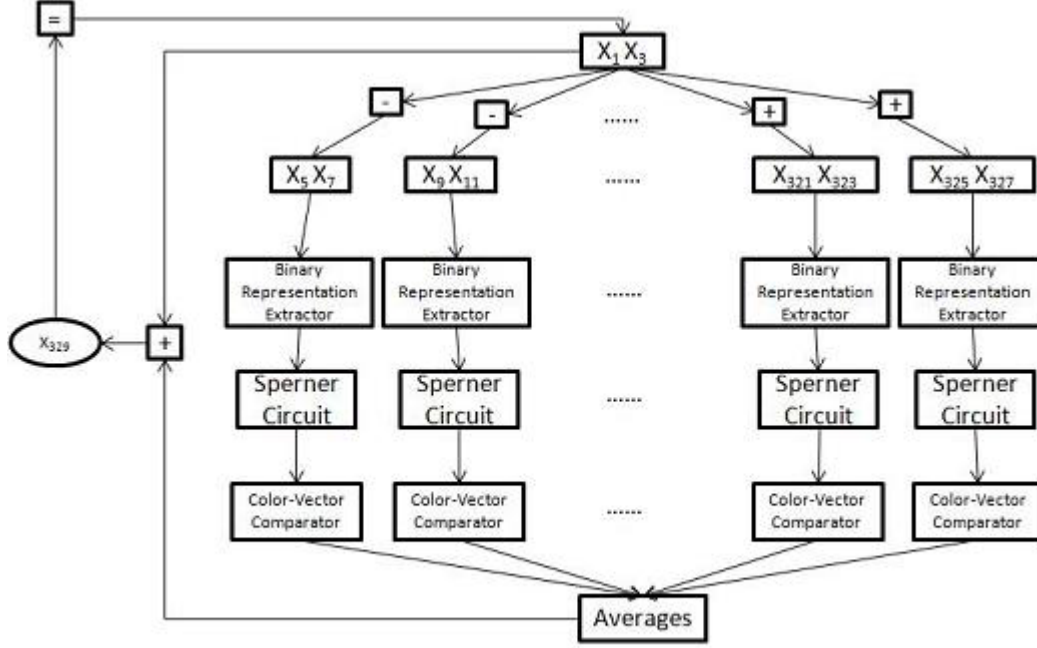 =
X₁ X₃
-
-
......
+
+
X₅ X₇
X₉ X₁₁
......
X₃₂₁ X₃₂₃
X₃₂₅ X₃₂₇
Binary
Representation
Extractor
Binary
Representation
Extractor
......
Binary
Representation
Extractor
Binary
Representation
Extractor
X₃₂₉
+
Sperner
Circuit
Sperner
Circuit
......
Sperner
Circuit
Sperner
Circuit
Color-Vector
Comparator
Color-Vector
Comparator
......
Color-Vector
Comparator
Color-Vector
Comparator
Averages